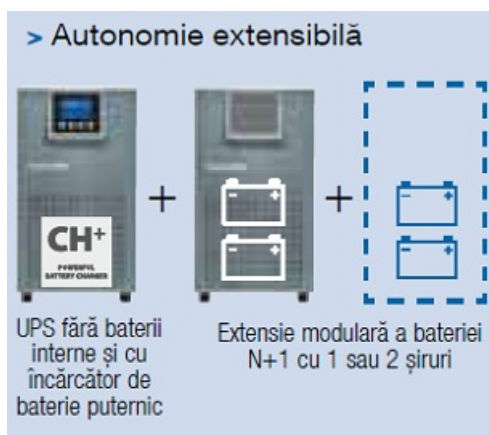 > Autonomie extensibilă
+
+
CH+
POWERFUL
BATTERY CHARGER
UPS fără baterii
interne și cu
încărcător de
baterie puternic
Extensie modulară a bateriei
N+1 cu 1 sau 2 șiruri